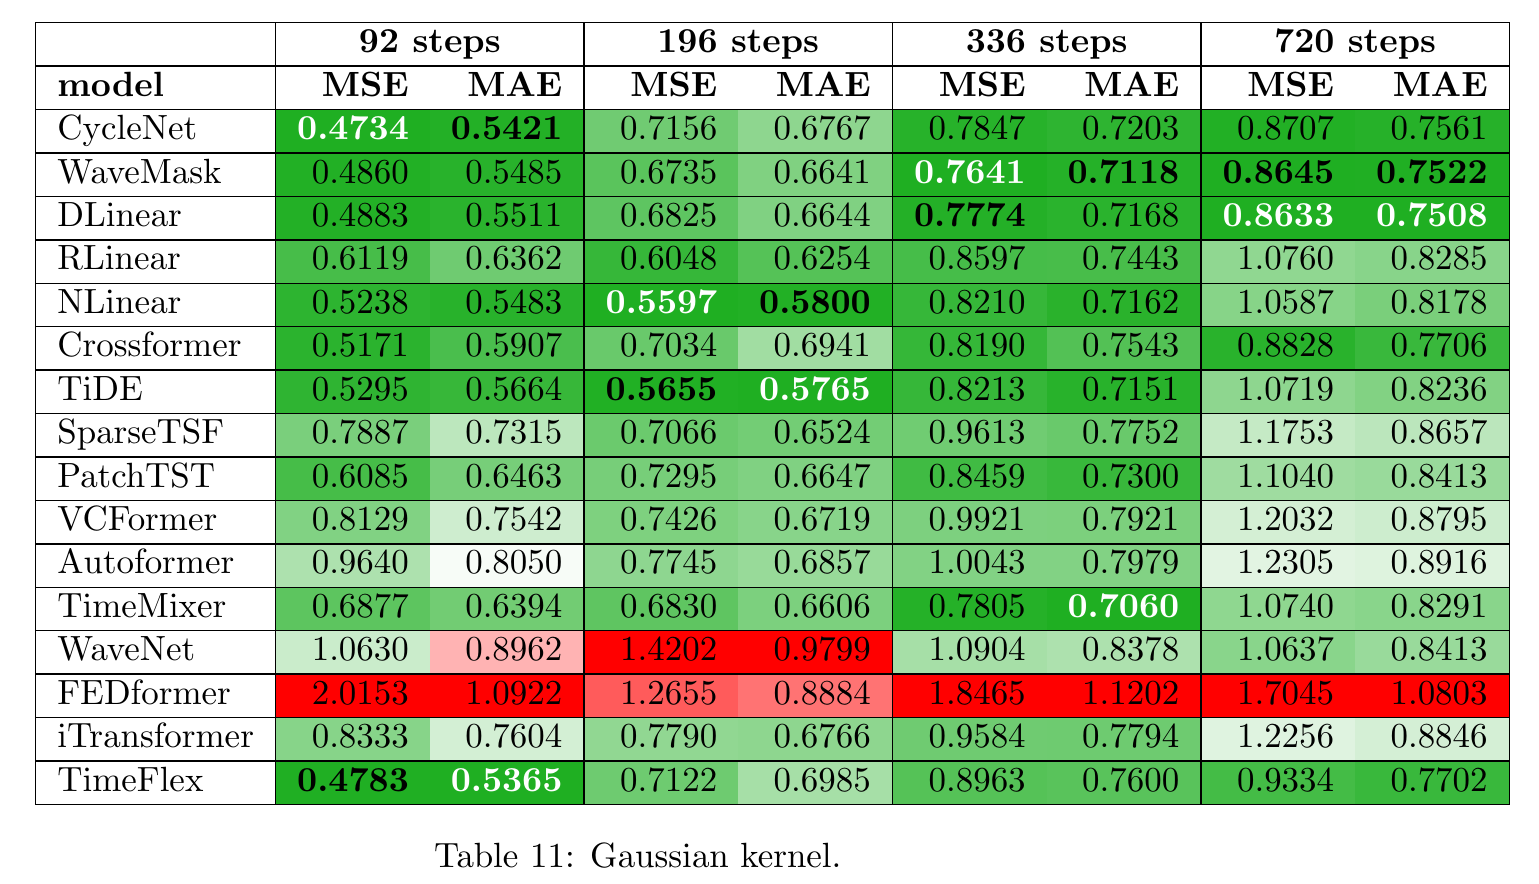 92 steps 196 steps 336 steps 720 steps
model MSE MAE MSE MAE MSE MAE MSE MAE
CycleNet 0.4734 0.5421 0.7156 0.6767 0.7847 0.7203 0.8707 0.7561
WaveMask 0.4860 0.5485 0.6735 0.6641 0.7641 0.7118 0.8645 0.7522
DLinear 0.4883 0.5511 0.6825 0.6644 0.7774 0.7168 0.8633 0.7508
RLinear 0.6119 0.6362 0.6048 0.6254 0.8597 0.7443 1.0760 0.8285
NLinear 0.5238 0.5483 0.5597 0.5800 0.8210 0.7162 1.0587 0.8178
Crossformer 0.5171 0.5907 0.7034 0.6941 0.8190 0.7543 0.8828 0.7706
TiDE 0.5295 0.5664 0.5655 0.5765 0.8213 0.7151 1.0719 0.8236
SparseTSF 0.7887 0.7315 0.7066 0.6524 0.9613 0.7752 1.1753 0.8657
PatchTST 0.6085 0.6463 0.7295 0.6647 0.8459 0.7300 1.1040 0.8413
VCFormer 0.8129 0.7542 0.7426 0.6719 0.9921 0.7921 1.2032 0.8795
Autoformer 0.9640 0.8050 0.7745 0.6857 1.0043 0.7979 1.2305 0.8916
TimeMixer 0.6877 0.6394 0.6830 0.6606 0.7805 0.7060 1.0740 0.8291
WaveNet 1.0630 0.8962 1.4202 0.9799 1.0904 0.8378 1.0637 0.8413
FEDformer 2.0153 1.0922 1.2655 0.8884 1.8465 1.1202 1.7045 1.0803
iTransformer 0.8333 0.7604 0.7790 0.6766 0.9584 0.7794 1.2256 0.8846
TimeFlex 0.4783 0.5365 0.7122 0.6985 0.8963 0.7600 0.9334 0.7702
Table 11: Gaussian kernel.